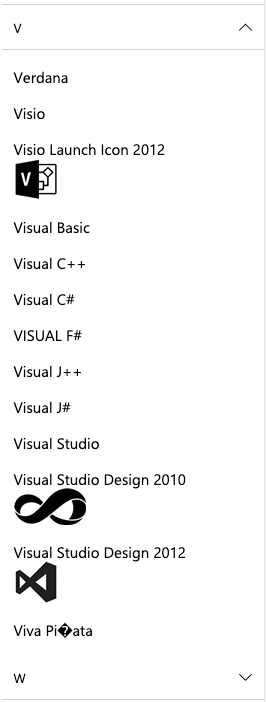 V
Verdana
Visio
Visio Launch Icon 2012
V
Visual Basic
Visual C++
Visual C#
VISUAL F#
Visual J++
Visual J#
Visual Studio
Visual Studio Design 2010
Visual Studio Design 2012
Viva Pi�ata
W